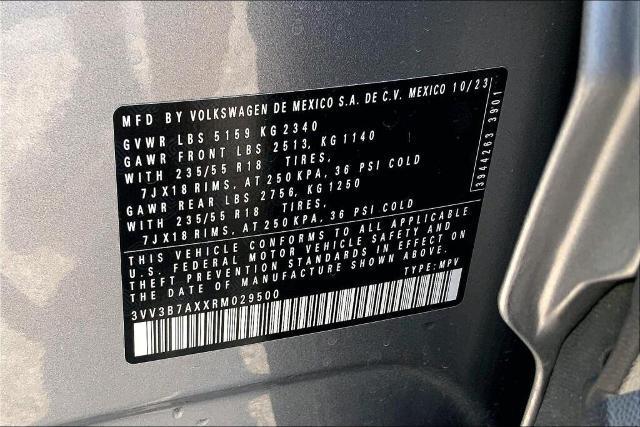 MFD BY VOLKSWAGEN DE MEXICO S.A. DE C.V. MEXICO 10/23
GVWR LBS 5159 KG 2340
GAWR FRONT LBS 2513, KG 1140
WITH 235/55 R18 TIRES,
7JX18 RIMS, AT 250 KPA, 36 PSI COLD
GAWR REAR LBS 2756, KG 1250
WITH 235/55 R18 TIRES,
7JX18 RIMS, AT 250 KPA, 36 PSI COLD
THIS VEHICLE CONFORMS TO ALL APPLICABLE
U.S. FEDERAL MOTOR VEHICLE SAFETY AND
THEFT PREVENTION STANDARDS IN EFFECT ON
THE DATE OF MANUFACTURE SHOWN ABOVE.
3VV3B7AXXRM029500 TYPE: MPV
3944263 3901